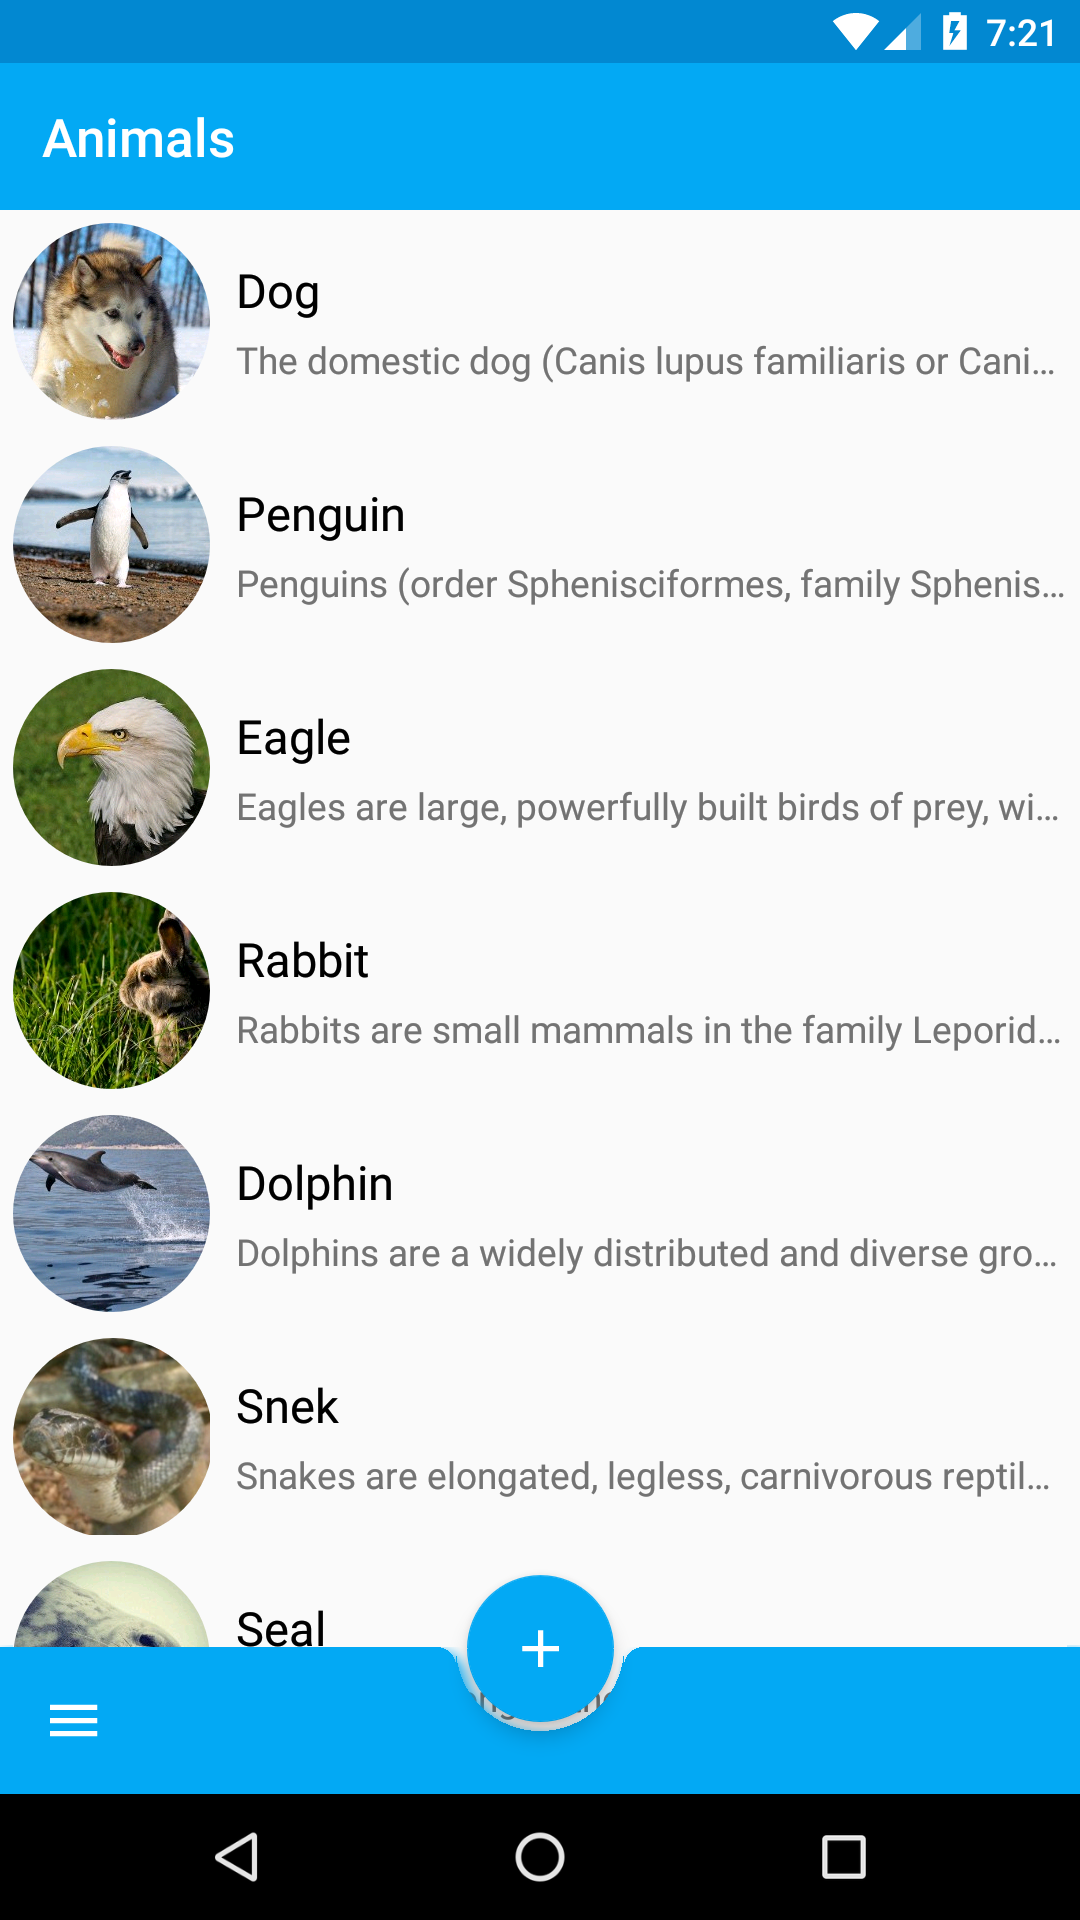 7:21
Animals
Dog
The domestic dog (Canis lupus familiaris or Cani…
Penguin
Penguins (order Sphenisciformes, family Sphenis…
Eagle
Eagles are large, powerfully built birds of prey, wi…
Rabbit
Rabbits are small mammals in the family Leporid…
Dolphin
Dolphins are a widely distributed and diverse gro…
Snek
Snakes are elongated, legless, carnivorous reptil…
Seal